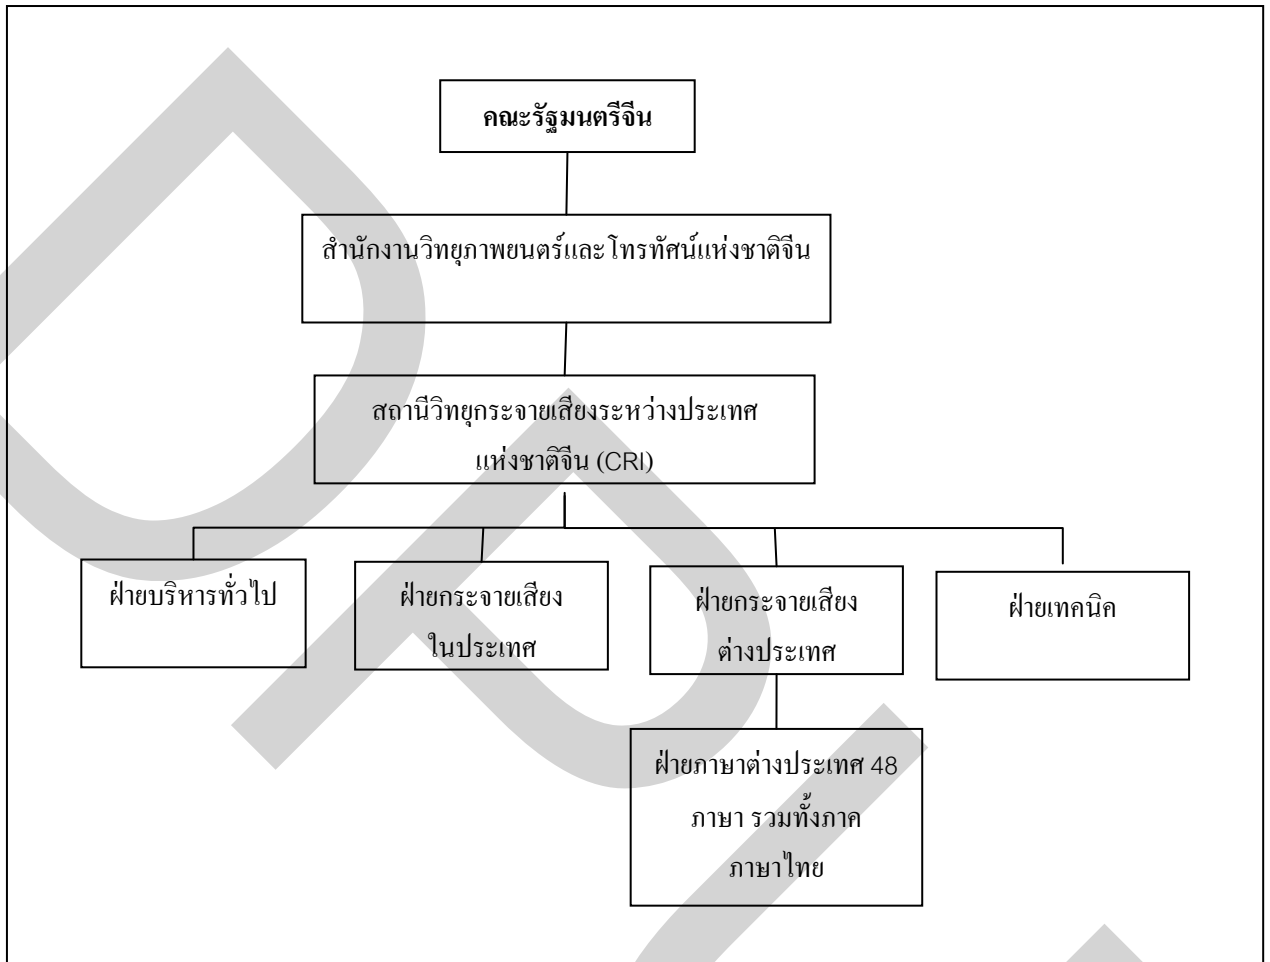 คณะรัฐมนตรีจีน
สำนักงานวิทยุภาพยนตร์และโทรทัศน์แห่งชาติจีน
สถานีวิทยุกระจายเสียงระหว่างประเทศ
แห่งชาติจีน (CRI)
ฝ่ายบริหารทั่วไป
ฝ่ายกระจายเสียง
ในประเทศ
ฝ่ายกระจายเสียง
ต่างประเทศ
ฝ่ายเทคนิค
ฝ่ายภาษาต่างประเทศ 48
ภาษา รวมทั้งภาค
ภาษาไทย